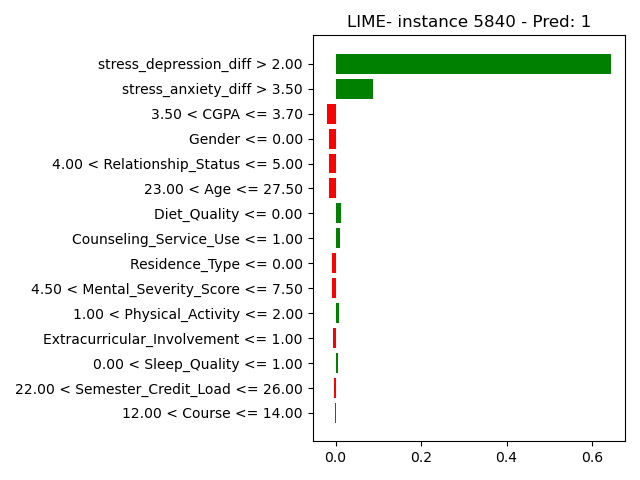 LIME- instance 5840 - Pred: 1
stress_depression_diff > 2.00
stress_anxiety_diff > 3.50
3.50 < CGPA <= 3.70
Gender <= 0.00
4.00 < Relationship_Status <= 5.00
23.00 < Age <= 27.50
Diet_Quality <= 0.00
Counseling_Service_Use <= 1.00
Residence_Type <= 0.00
4.50 < Mental_Severity_Score <= 7.50
1.00 < Physical_Activity <= 2.00
Extracurricular_Involvement <= 1.00
0.00 < Sleep_Quality <= 1.00
22.00 < Semester_Credit_Load <= 26.00
12.00 < Course <= 14.00
0.0 0.2 0.4 0.6